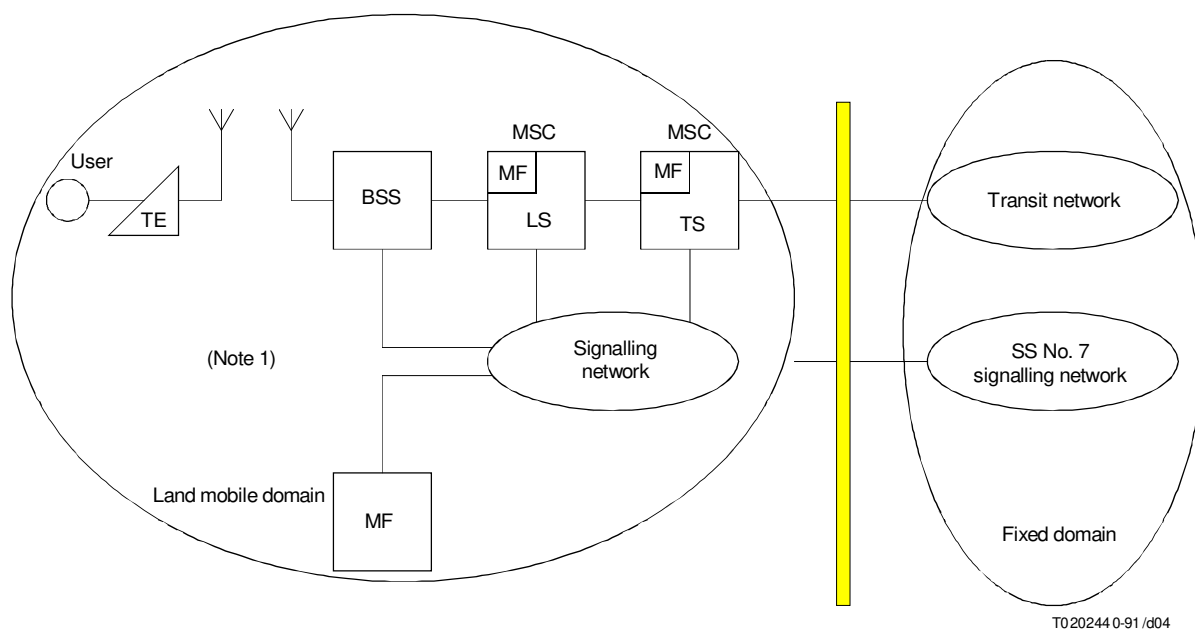 MSC
MSC
User
MF
MF
BSS
TE
LS
TS
Transit network
(Note 1)
Signalling
network
SS No. 7
signalling network
Land mobile domain
MF
Fixed domain
T0202440-91/d04